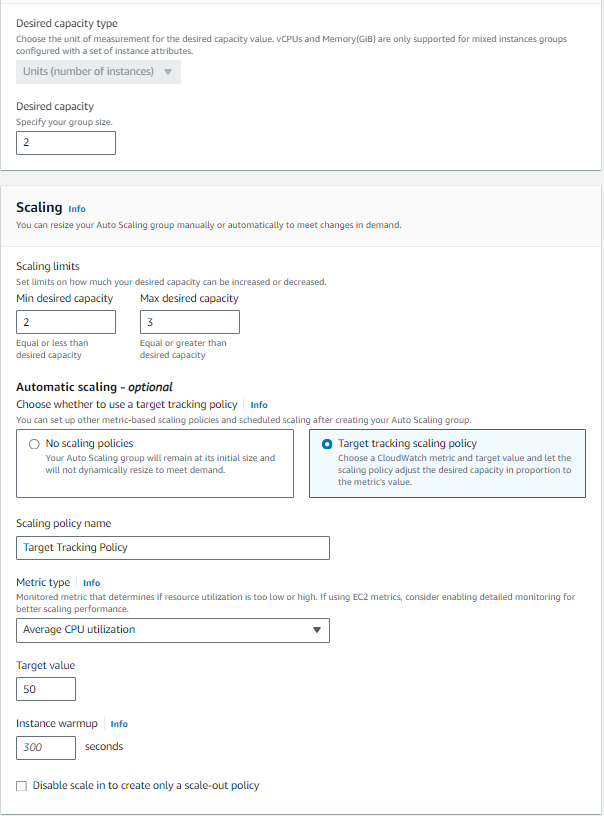 Desired capacity type
Choose the unit of measurement for the desired capacity value. vCPUs and Memory(GiB) are only supported for mixed instances groups
configured with a set of instance attributes.
Units (number of instances)
Desired capacity
Specify your group size.
2
Scaling Info
You can resize your Auto Scaling group manually or automatically to meet changes in demand.
Scaling limits
Set limits on how much your desired capacity can be increased or decreased.
Min desired capacity Max desired capacity
2 3
Equal or less than Equal or greater than
desired capacity desired capacity
Automatic scaling - optional
Choose whether to use a target tracking policy Info
You can set up other metric-based scaling policies and scheduled scaling after creating your Auto Scaling group.
No scaling policies
Your Auto Scaling group will remain at its initial size and
will not dynamically resize to meet demand.
Target tracking scaling policy
Choose a CloudWatch metric and target value and let the
scaling policy adjust the desired capacity in proportion to
the metric's value.
Scaling policy name
Target Tracking Policy
Metric type Info
Monitored metric that determines if resource utilization is too low or high. If using EC2 metrics, consider enabling detailed monitoring for
better scaling performance.
Average CPU utilization
Target value
50
Instance warmup Info
300 seconds
Disable scale in to create only a scale-out policy